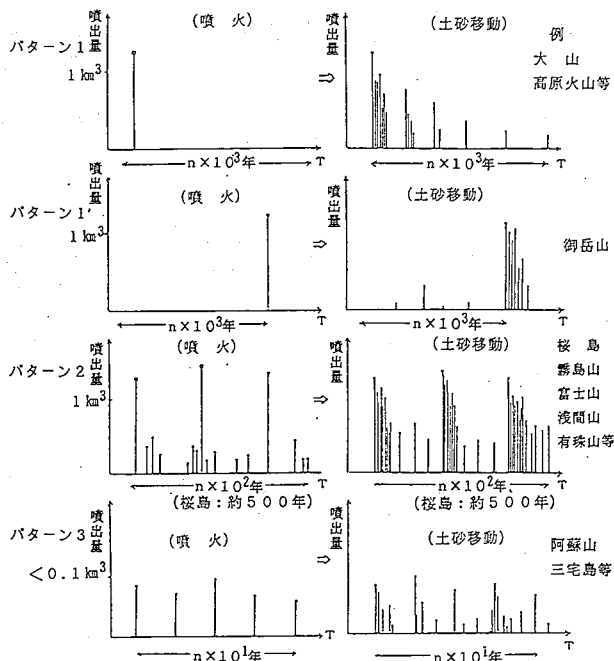 (噴　火)
(土砂移動)
例
パターン1
噴出量
1 km³
⇒
噴出量
大　山
高原火山等
n×10³年
T
n×10³年
T
(噴　火)
(土砂移動)
パターン1'
噴出量
1 km³
⇒
噴出量
御岳山
n×10³年
T
n×10³年
T
(噴　火)
(土砂移動)
パターン2
噴出量
1 km³
⇒
噴出量
桜　島
霧島山
富士山
浅間山
有珠山等
n×10²年
T
n×10²年
T
(桜島：約500年)
(桜島：約500年)
パターン3
噴出量
<0.1km³
(噴　火)
⇒
噴出量
(土砂移動)
阿蘇山
三宅島等
n×10¹年
T
n×10¹年
T